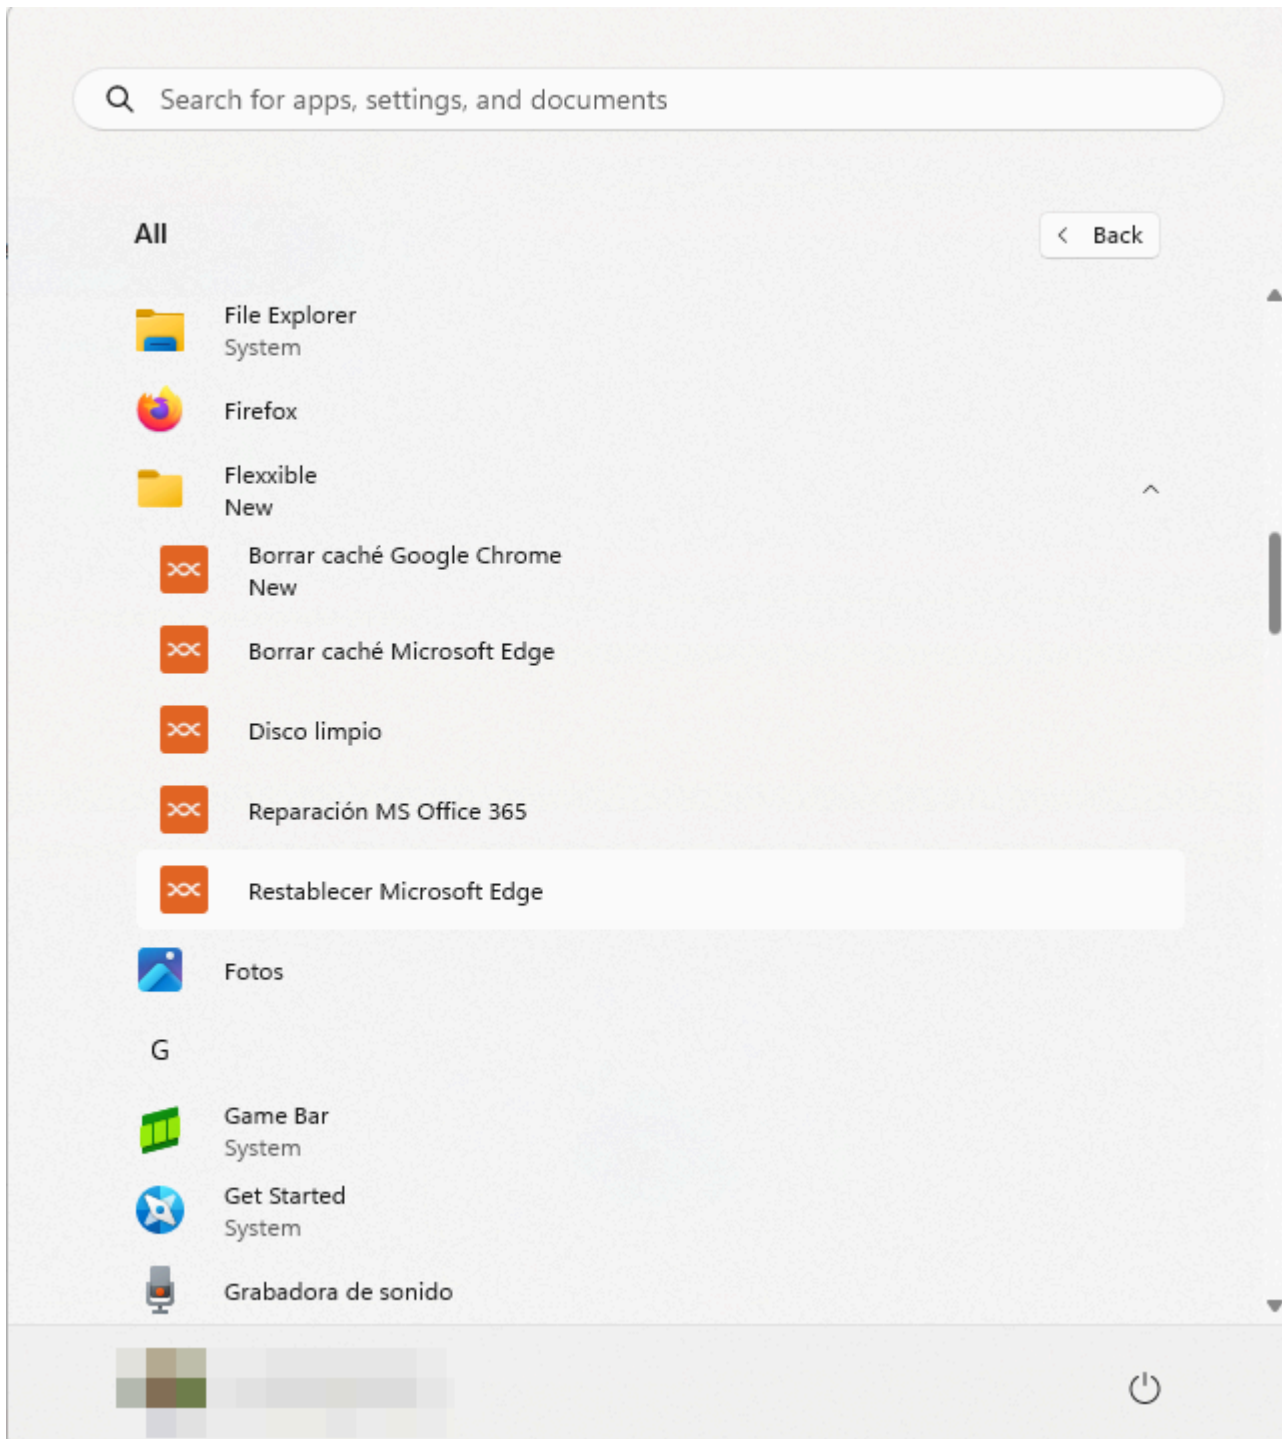 Search for apps, settings, and documents
All
Back
File Explorer
System
Firefox
Flexxible
New
Borrar caché Google Chrome
New
Borrar caché Microsoft Edge
Disco limpio
Reparación MS Office 365
Restablecer Microsoft Edge
Fotos
G
Game Bar
System
Get Started
System
Grabadora de sonido